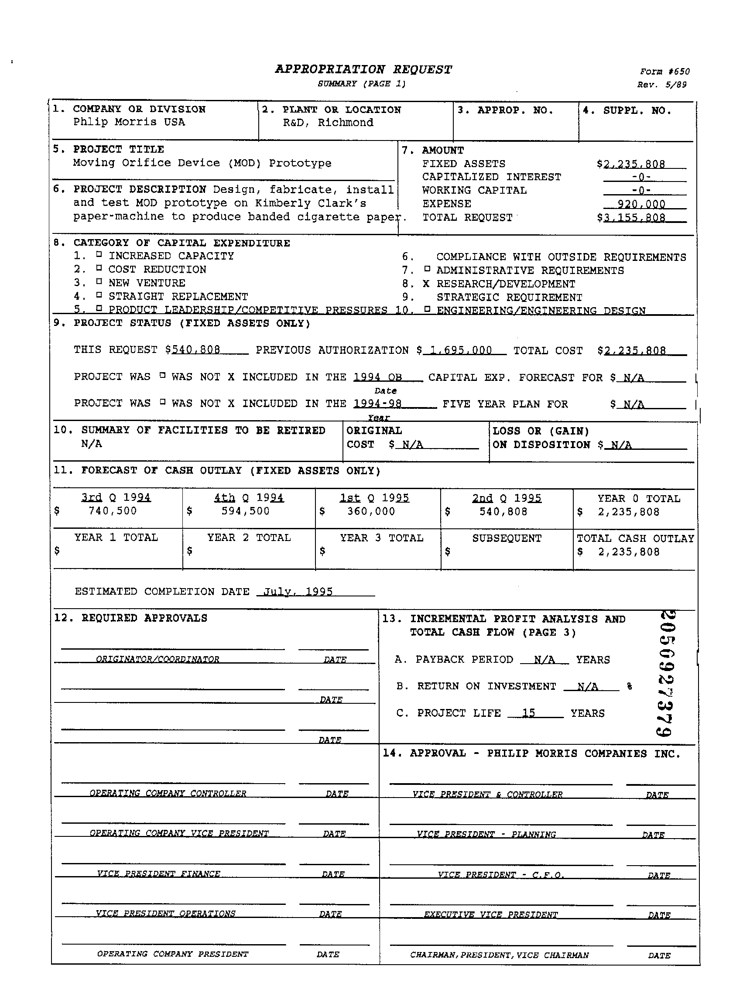 APPROPRIATION REQUEST
SUMMARY (PAGE 1)
Form #650
Rev. 5/89
1. COMPANY OR DIVISION
Phlip Morris USA
2. PLANT OR LOCATION
R&D, Richmond
3. APPROP. NO.
4. SUPPL. NO.
5. PROJECT TITLE
Moving Orifice Device (MOD) Prototype
6. PROJECT DESCRIPTION Design, fabricate, install
and test MOD prototype on Kimberly Clark's
paper-machine to produce banded cigarette paper.
7. AMOUNT
FIXED ASSETS $2,235,808
CAPITALIZED INTEREST -0-
WORKING CAPITAL -0-
EXPENSE 920,000
TOTAL REQUEST $3,155,808
8. CATEGORY OF CAPITAL EXPENDITURE
1. □ INCREASED CAPACITY
2. □ COST REDUCTION
3. □ NEW VENTURE
4. □ STRAIGHT REPLACEMENT
5. □ PRODUCT LEADERSHIP/COMPETITIVE PRESSURES
6. COMPLIANCE WITH OUTSIDE REQUIREMENTS
7. □ ADMINISTRATIVE REQUIREMENTS
8. X RESEARCH/DEVELOPMENT
9. STRATEGIC REQUIREMENT
10. □ ENGINEERING/ENGINEERING DESIGN
9. PROJECT STATUS (FIXED ASSETS ONLY)
THIS REQUEST $540,808 PREVIOUS AUTHORIZATION $ 1,695,000 TOTAL COST $2,235,808
PROJECT WAS □ WAS NOT X INCLUDED IN THE 1994 OB CAPITAL EXP. FORECAST FOR $ N/A
Date
PROJECT WAS □ WAS NOT X INCLUDED IN THE 1994-98 FIVE YEAR PLAN FOR $ N/A
Year
10. SUMMARY OF FACILITIES TO BE RETIRED
N/A
ORIGINAL
COST $ N/A
LOSS OR (GAIN)
ON DISPOSITION $ N/A
11. FORECAST OF CASH OUTLAY (FIXED ASSETS ONLY)
3rd Q 1994
$ 740,500
4th Q 1994
$ 594,500
1st Q 1995
$ 360,000
2nd Q 1995
$ 540,808
YEAR 0 TOTAL
$ 2,235,808
YEAR 1 TOTAL
$
YEAR 2 TOTAL
$
YEAR 3 TOTAL
$
SUBSEQUENT
$
TOTAL CASH OUTLAY
$ 2,235,808
ESTIMATED COMPLETION DATE July, 1995
12. REQUIRED APPROVALS
ORIGINATOR/COORDINATOR DATE
DATE
DATE
OPERATING COMPANY CONTROLLER DATE
OPERATING COMPANY VICE PRESIDENT DATE
VICE PRESIDENT FINANCE DATE
VICE PRESIDENT OPERATIONS DATE
OPERATING COMPANY PRESIDENT DATE
13. INCREMENTAL PROFIT ANALYSIS AND
TOTAL CASH FLOW (PAGE 3)
A. PAYBACK PERIOD N/A YEARS
B. RETURN ON INVESTMENT N/A %
C. PROJECT LIFE 15 YEARS
2056927379
14. APPROVAL - PHILIP MORRIS COMPANIES INC.
VICE PRESIDENT & CONTROLLER DATE
VICE PRESIDENT - PLANNING DATE
VICE PRESIDENT - C.F.O. DATE
EXECUTIVE VICE PRESIDENT DATE
CHAIRMAN, PRESIDENT, VICE CHAIRMAN DATE